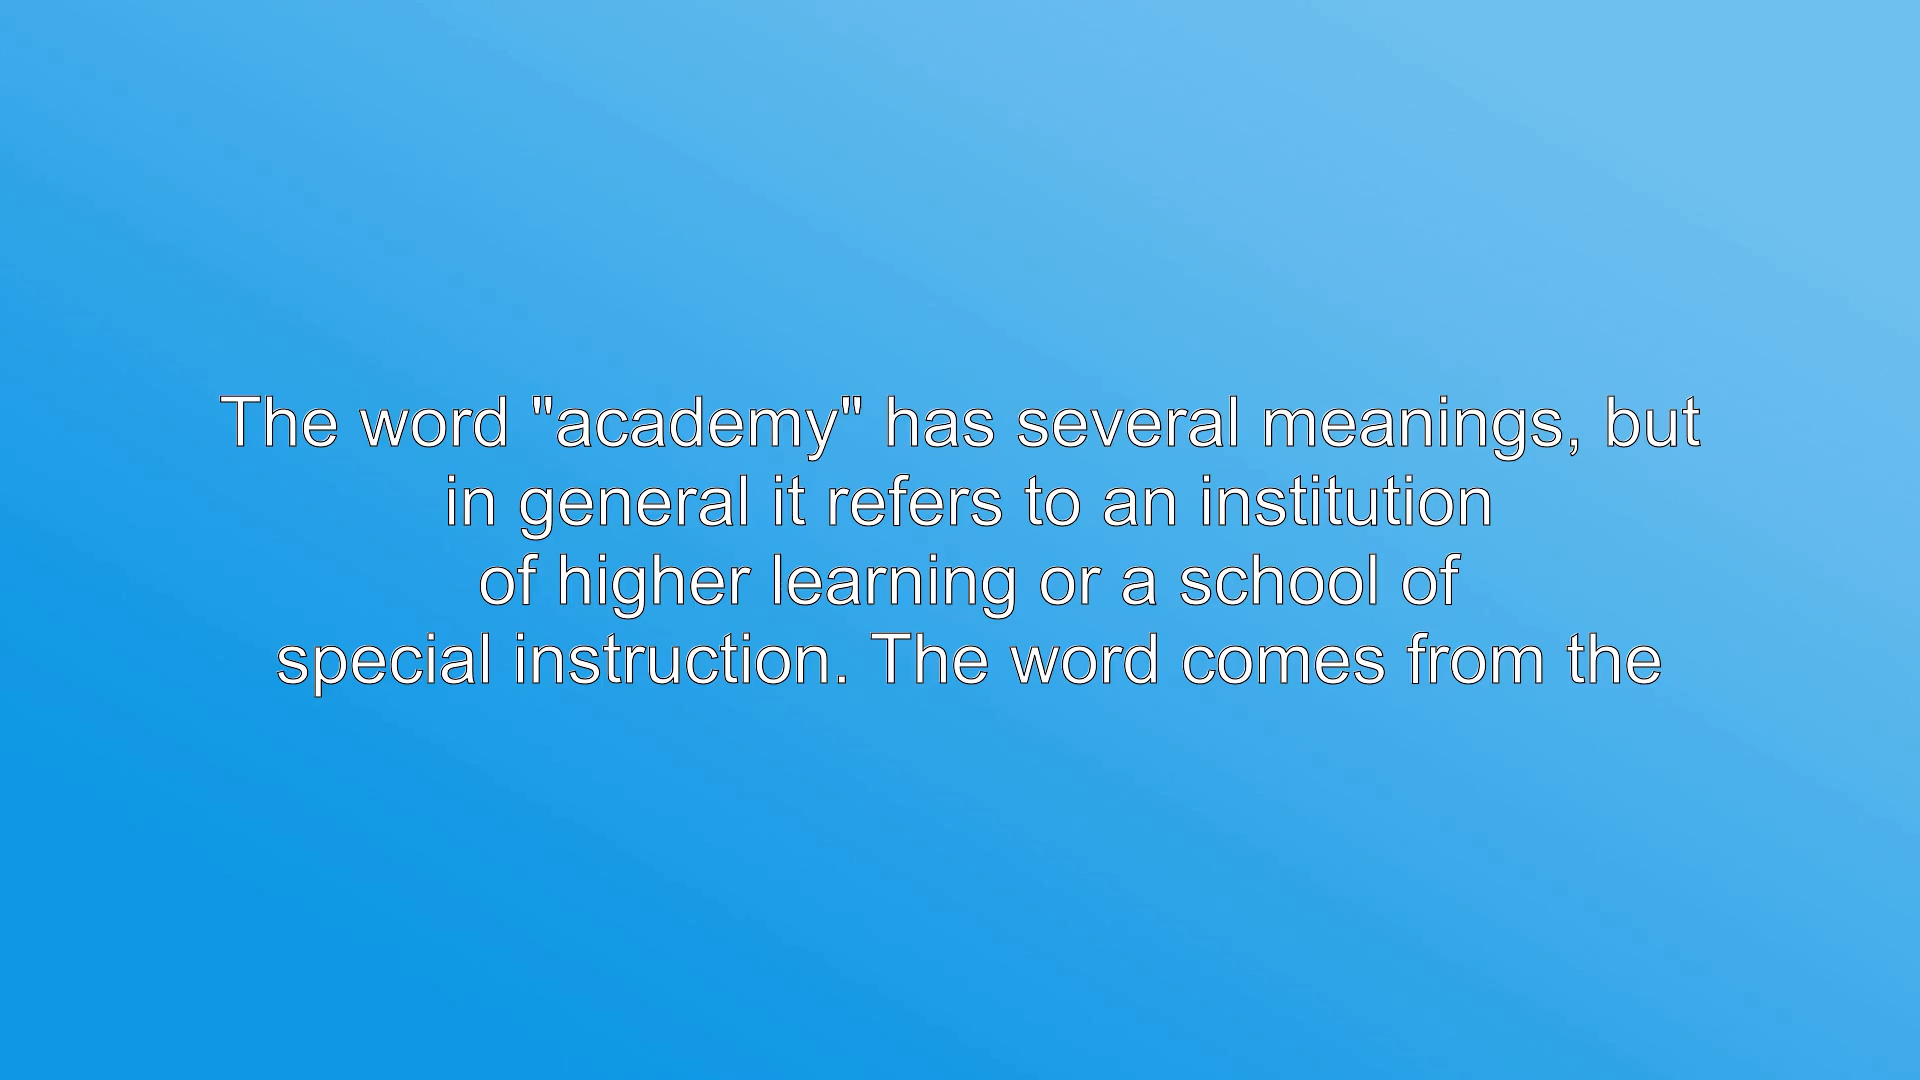 The word "academy" has several meanings, but
in general it refers to an institution
of higher learning or a school of
special instruction. The word comes from the